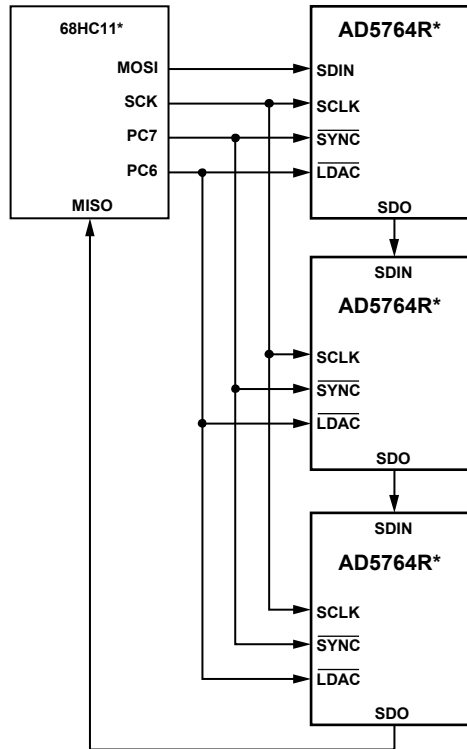 68HC11*
MOSI
SCK
PC7
PC6
MISO
AD5764R*
SDIN
SCLK
SYNC
LDAC
SDO
SDIN
AD5764R*
SCLK
SYNC
LDAC
SDO
SDIN
AD5764R*
SCLK
SYNC
LDAC
SDO